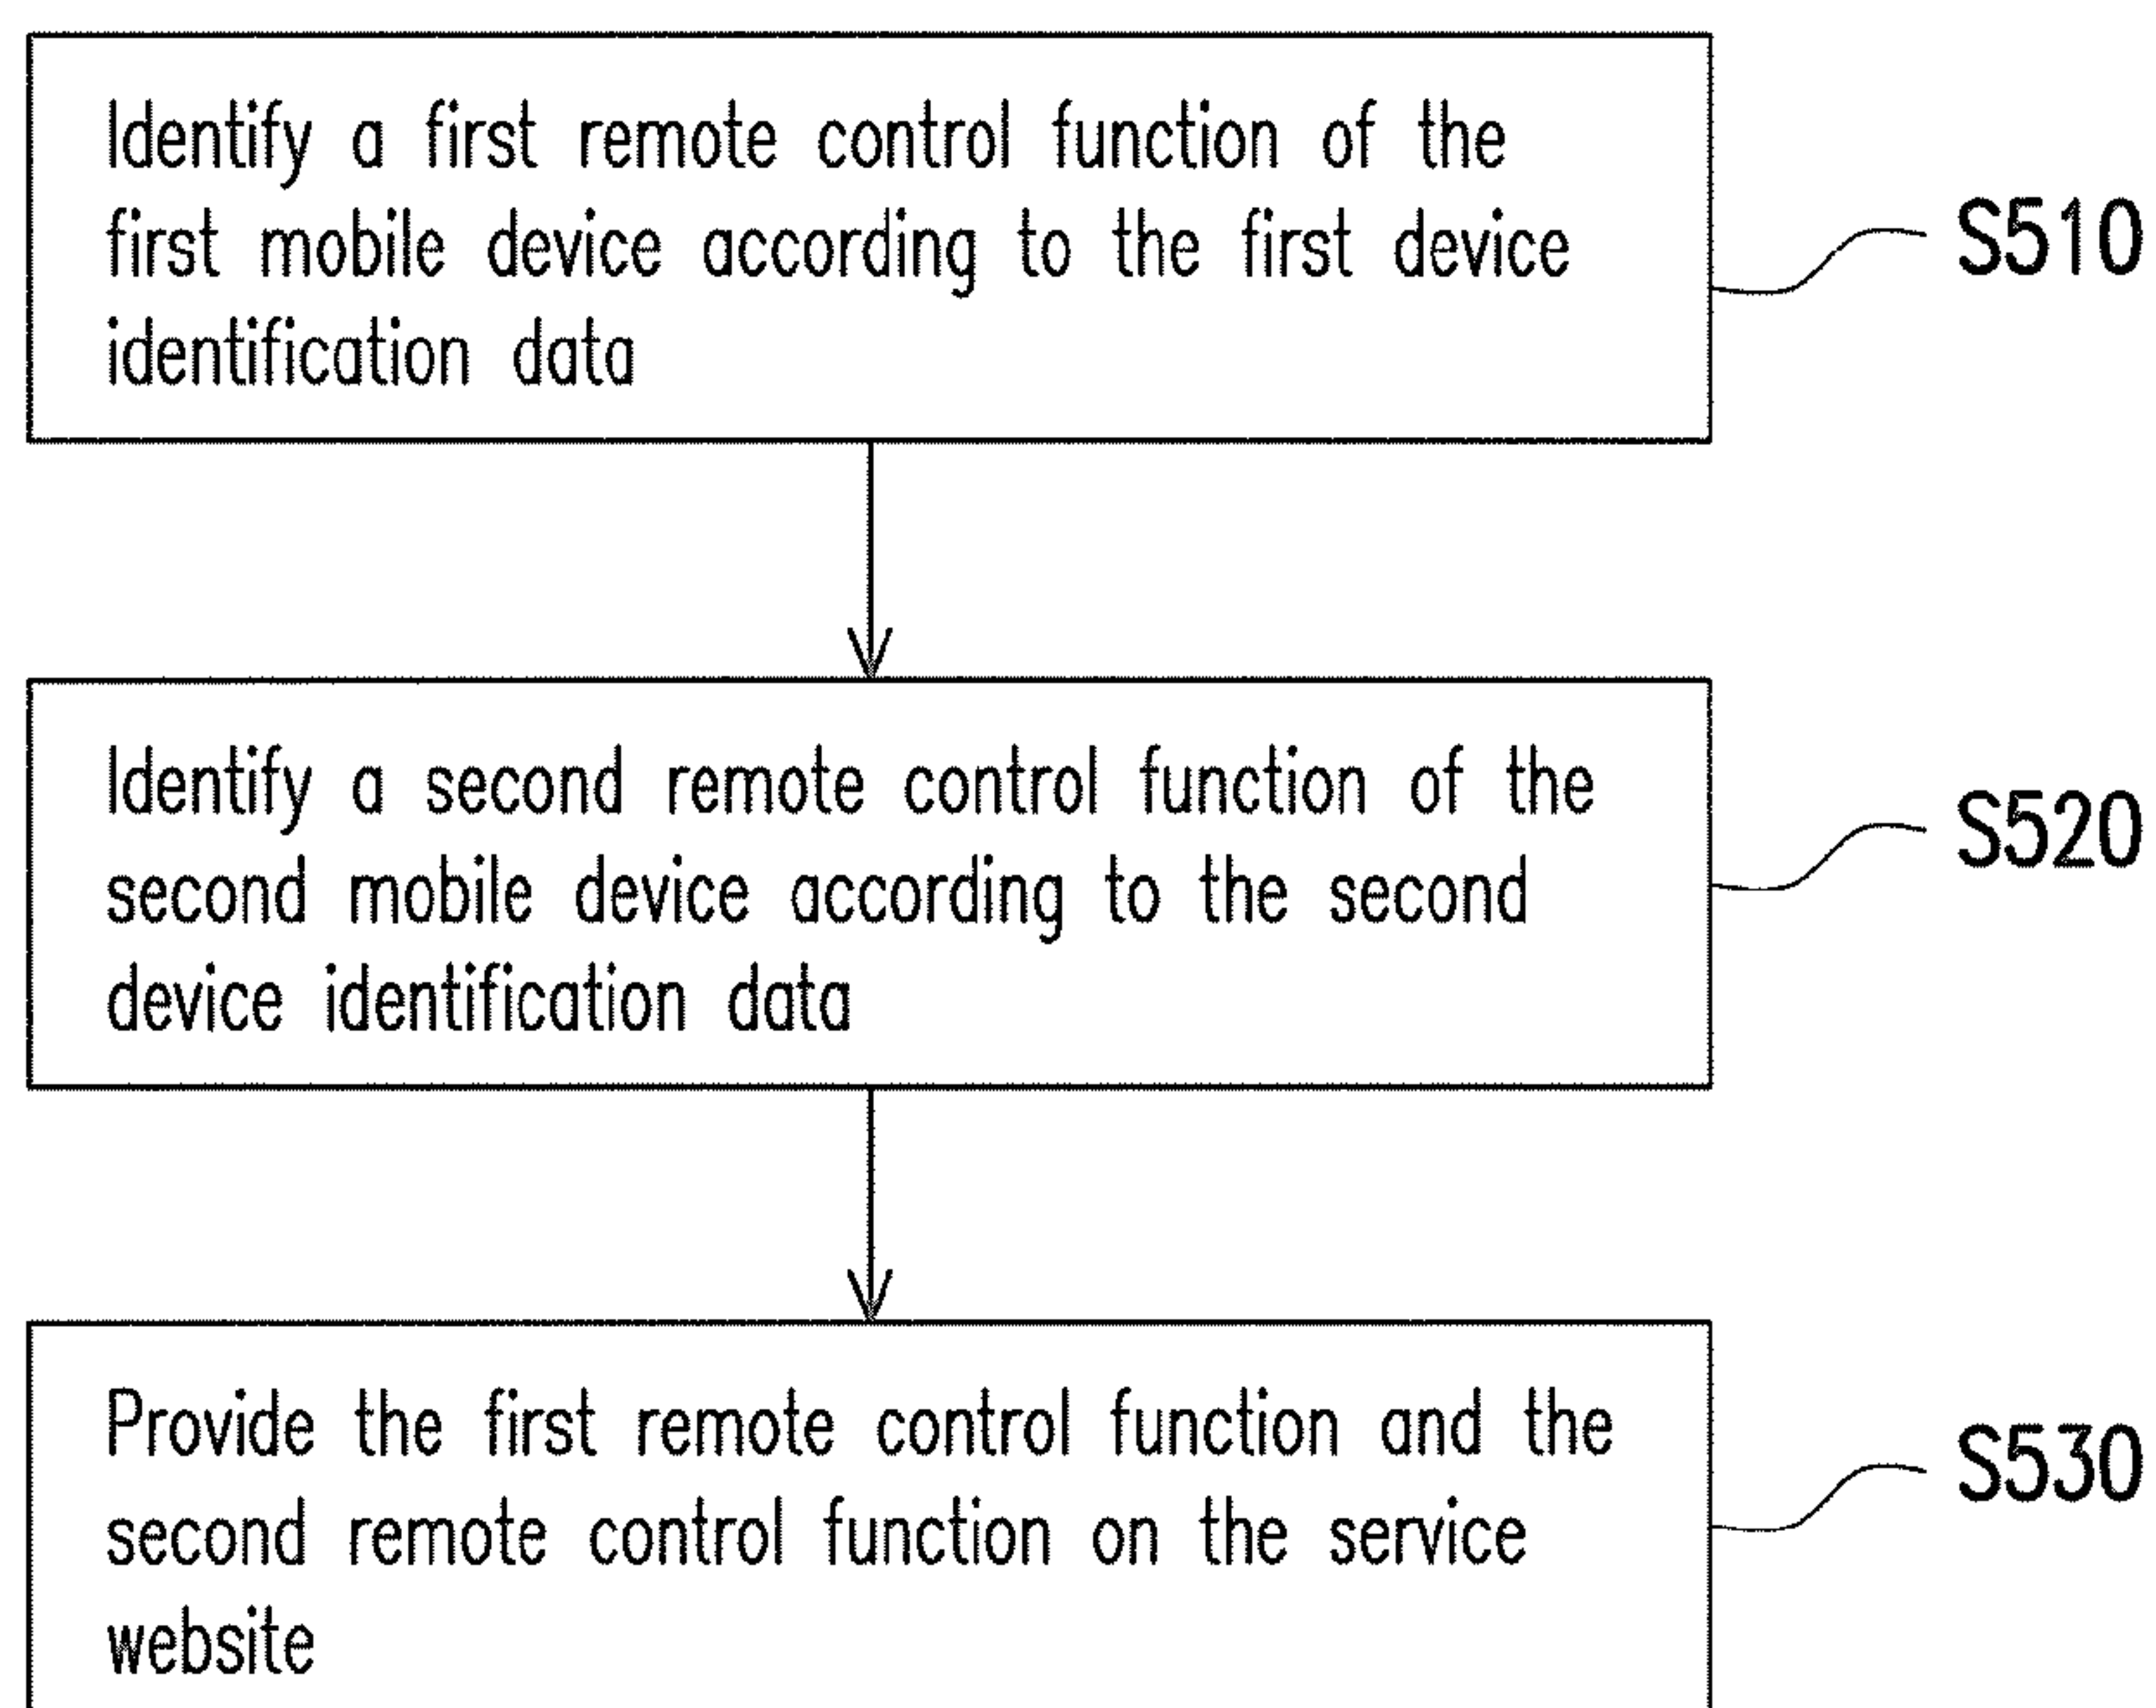 Identify a first remote control function of the
first mobile device according to the first device
identification data
S510
Identify a second remote control function of the
second mobile device according to the second
device identification data
S520
Provide the first remote control function and the
second remote control function on the service
website
S530